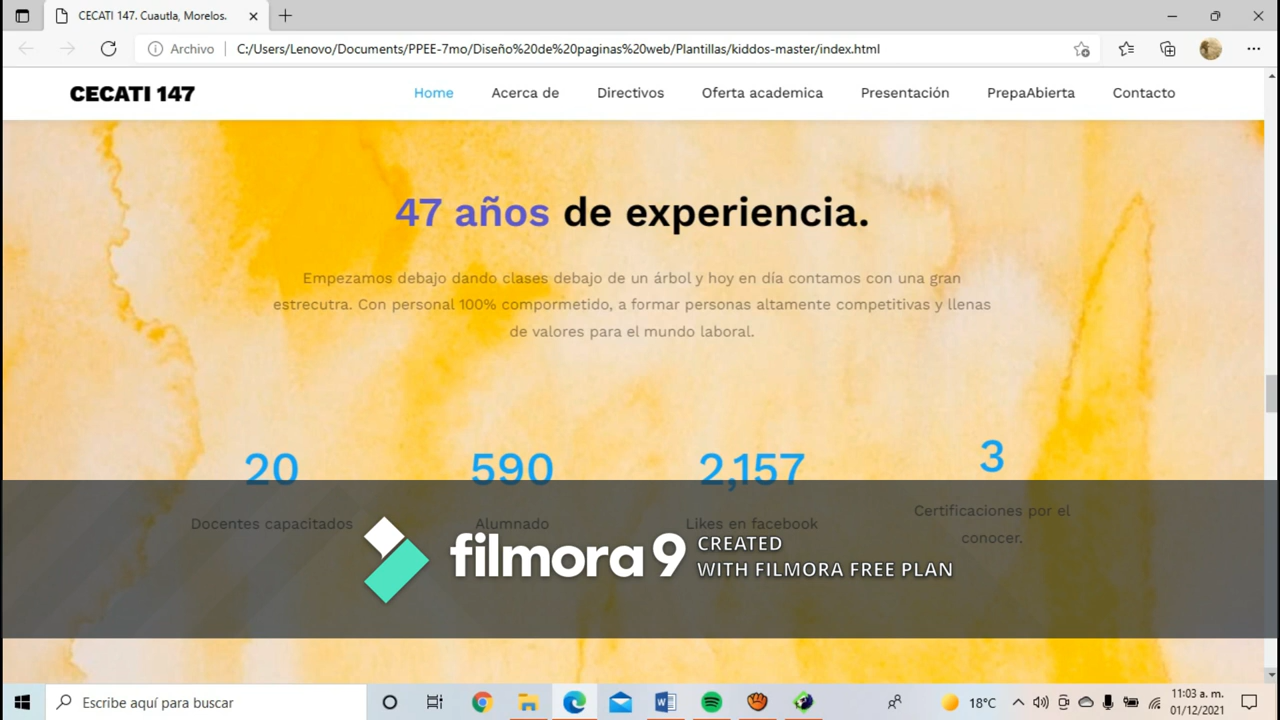 CECATI 147. Cuautla, Morelos.
Archivo C:/Users/Lenovo/Documents/PPEE-7mo/Diseño%20de%20paginas%20web/Plantillas/kiddos-master/index.html
CECATI 147 Home Acerca de Directivos Oferta academica Presentación PrepaAbierta Contacto
47 años de experiencia.
Empezamos debajo dando clases debajo de un árbol y hoy en día contamos con una gran
estrecutra. Con personal 100% compormetido, a formar personas altamente competitivas y llenas
de valores para el mundo laboral.
20 590 2,157 3
Docentes capacitados Alumnado Likes en facebook Certificaciones por el
conocer.
filmora 9 CREATED
WITH FILMORA FREE PLAN
Escribe aquí para buscar
18°C
11:03 a. m.
01/12/2021